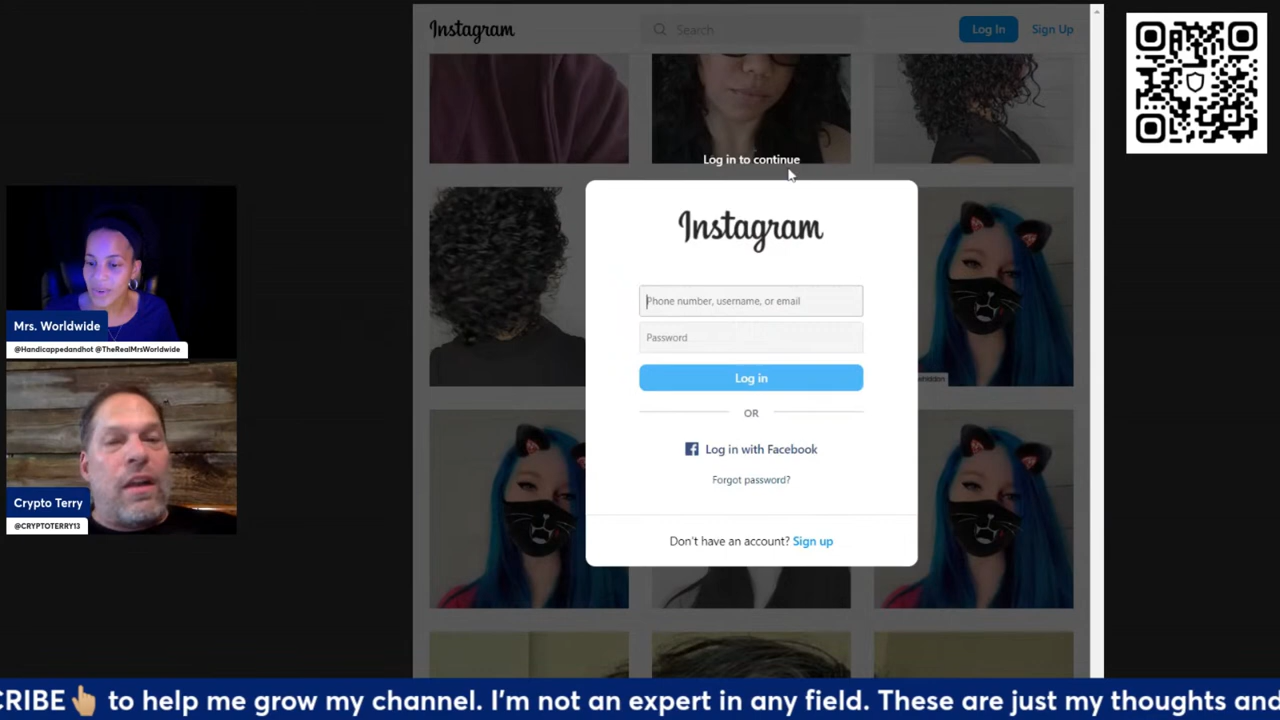 Instagram
Search
Log In
Sign Up
Log in to continue
Instagram
Phone number, username, or email
Password
Log in
OR
Log in with Facebook
Forgot password?
Don't have an account? Sign up
Mrs. Worldwide
@Handicappedandhot @TheRealMrsWorldwide
Crypto Terry
@CRYPTOTERRY13
CRIBE👆🏼 to help me grow my channel. I'm not an expert in any field. These are just my thoughts and